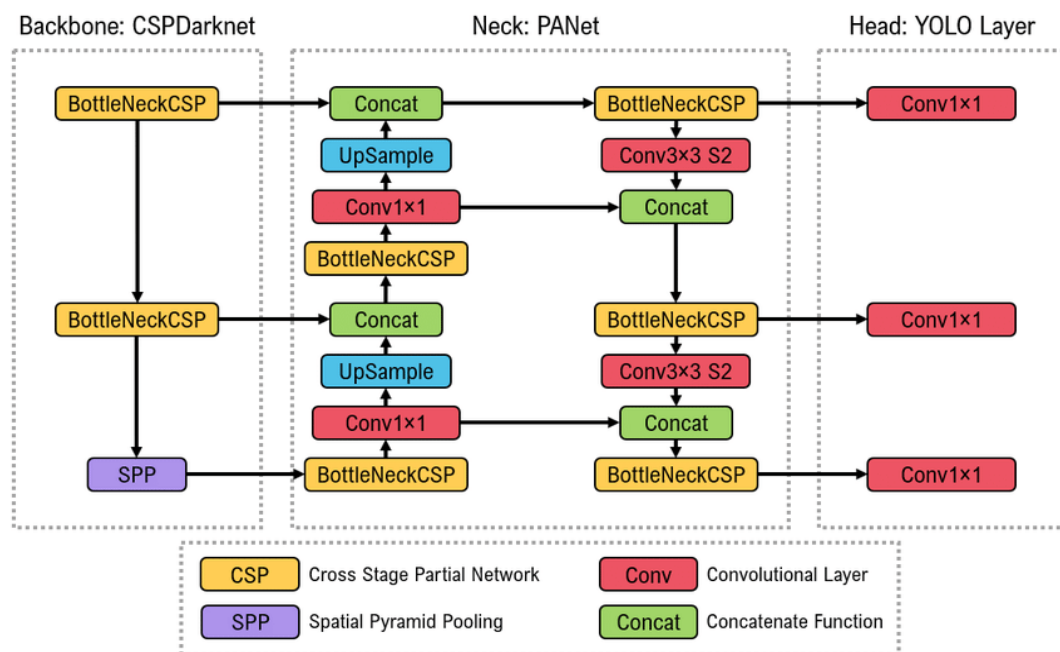 Backbone: CSPDarknet
Neck: PANet
Head: YOLO Layer
BottleNeckCSP
Concat
BottleNeckCSP
Conv1×1
UpSample
Conv3×3 S2
Conv1×1
Concat
BottleNeckCSP
BottleNeckCSP
Concat
BottleNeckCSP
Conv1×1
UpSample
Conv3×3 S2
Conv1×1
Concat
SPP
BottleNeckCSP
BottleNeckCSP
Conv1×1
CSP
Cross Stage Partial Network
Conv
Convolutional Layer
SPP
Spatial Pyramid Pooling
Concat
Concatenate Function